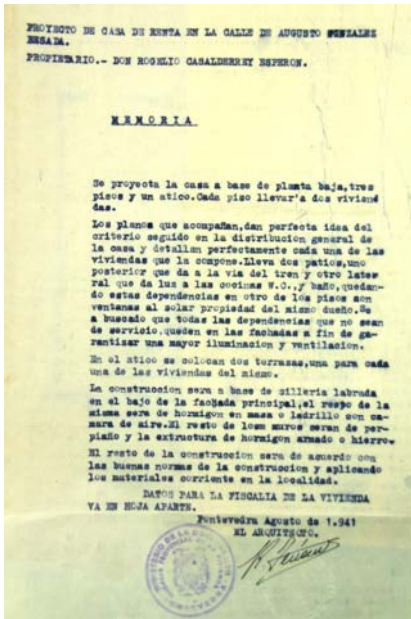 PROYECTO DE CASA DE RENTA EN LA CALLE DE AUGUSTO GONZALEZ
BESADA.
PROPIETARIO.- DON ROGELIO CASALDERREY ESPERON.
MEMORIA
Se proyecta la casa a base de planta baja,tres
pisos y un atico.Cada piso llevar'a dos viviend
das.
Los planos que acompañan,dan perfecta idea del
criterio seguido en la distribucion general de
la casa y detallan perfectamente cada una de las
viviendas que la compone.Lleva dos patios,uno
posterior que da a la via del tren y otro late
ral que da luz a las cocinas W.C.,y baño,quedan-
do estas dependencias en otro de los pisos con
ventanas al solar propiedad del mismo dueño.Se
a buscado que todas las dependencias que no sean
de servicio,queden en las fachadas a fin de ga-
rantizar una mayor iluminacion y ventilacion.
En el atico se colocan dos terrazas,una para cada
una de las viviendas del mismo.
La construccion sera a base de silleria labrada
en el bajo de la fachada principal,el resto de la
misma sera de hormigon en masa o ladrillo con ca-
mara de aire.El resto de losm muros seran de per-
piaño y la extructura de hormigon armado o hierro.
El resto de la construccion sera de acuerdo con
las buenas normas de la construccion y aplicando
los materiales corriente en la localidad.
DATOS PARA LA FISCALIA DE LA VIVIENDA
VA EN HOJA APARTE.
Pontevedra Agosto de 1.941
EL ARQUITECTO.